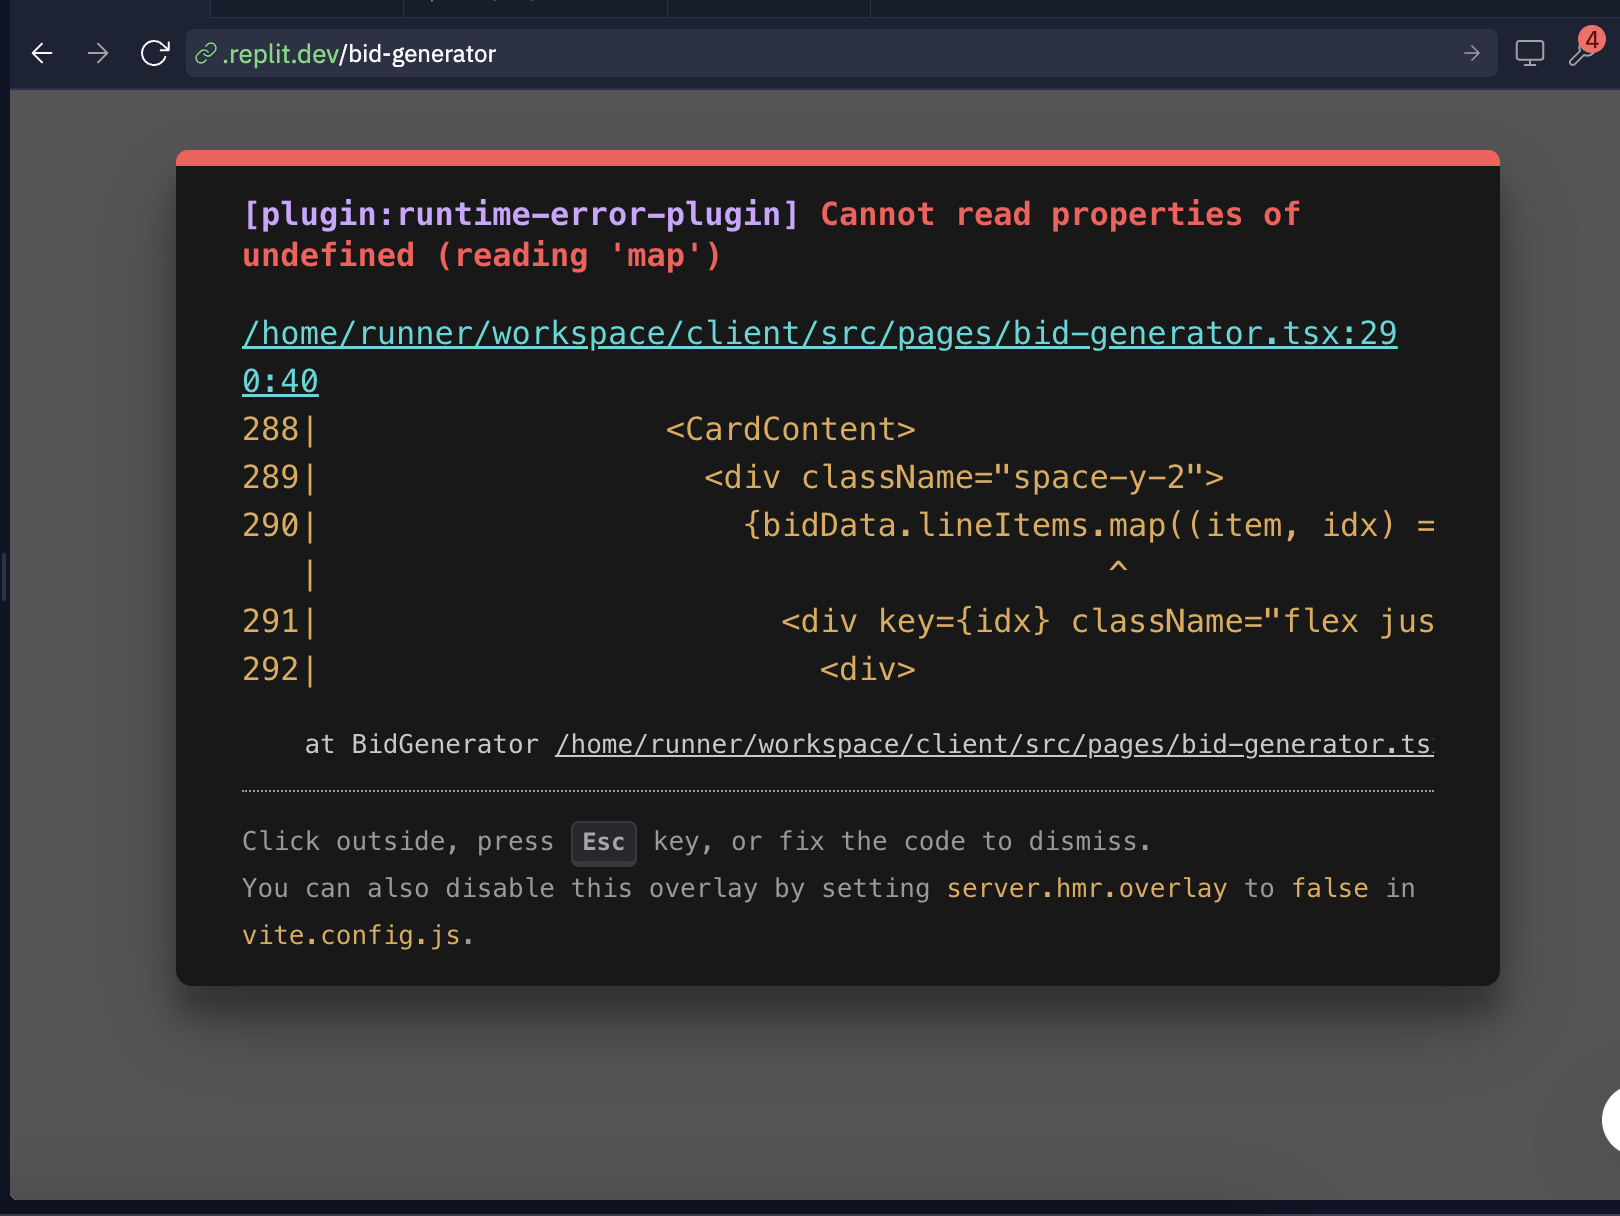 .replit.dev/bid-generator
4
[plugin:runtime-error-plugin] Cannot read properties of
undefined (reading 'map')
/home/runner/workspace/client/src/pages/bid-generator.tsx:29
0:40
288| <CardContent>
289| <div className="space-y-2">
290| {bidData.lineItems.map((item, idx) =
| ^
291| <div key={idx} className="flex jus
292| <div>
at BidGenerator /home/runner/workspace/client/src/pages/bid-generator.ts
Click outside, press Esc key, or fix the code to dismiss.
You can also disable this overlay by setting server.hmr.overlay to false in
vite.config.js.